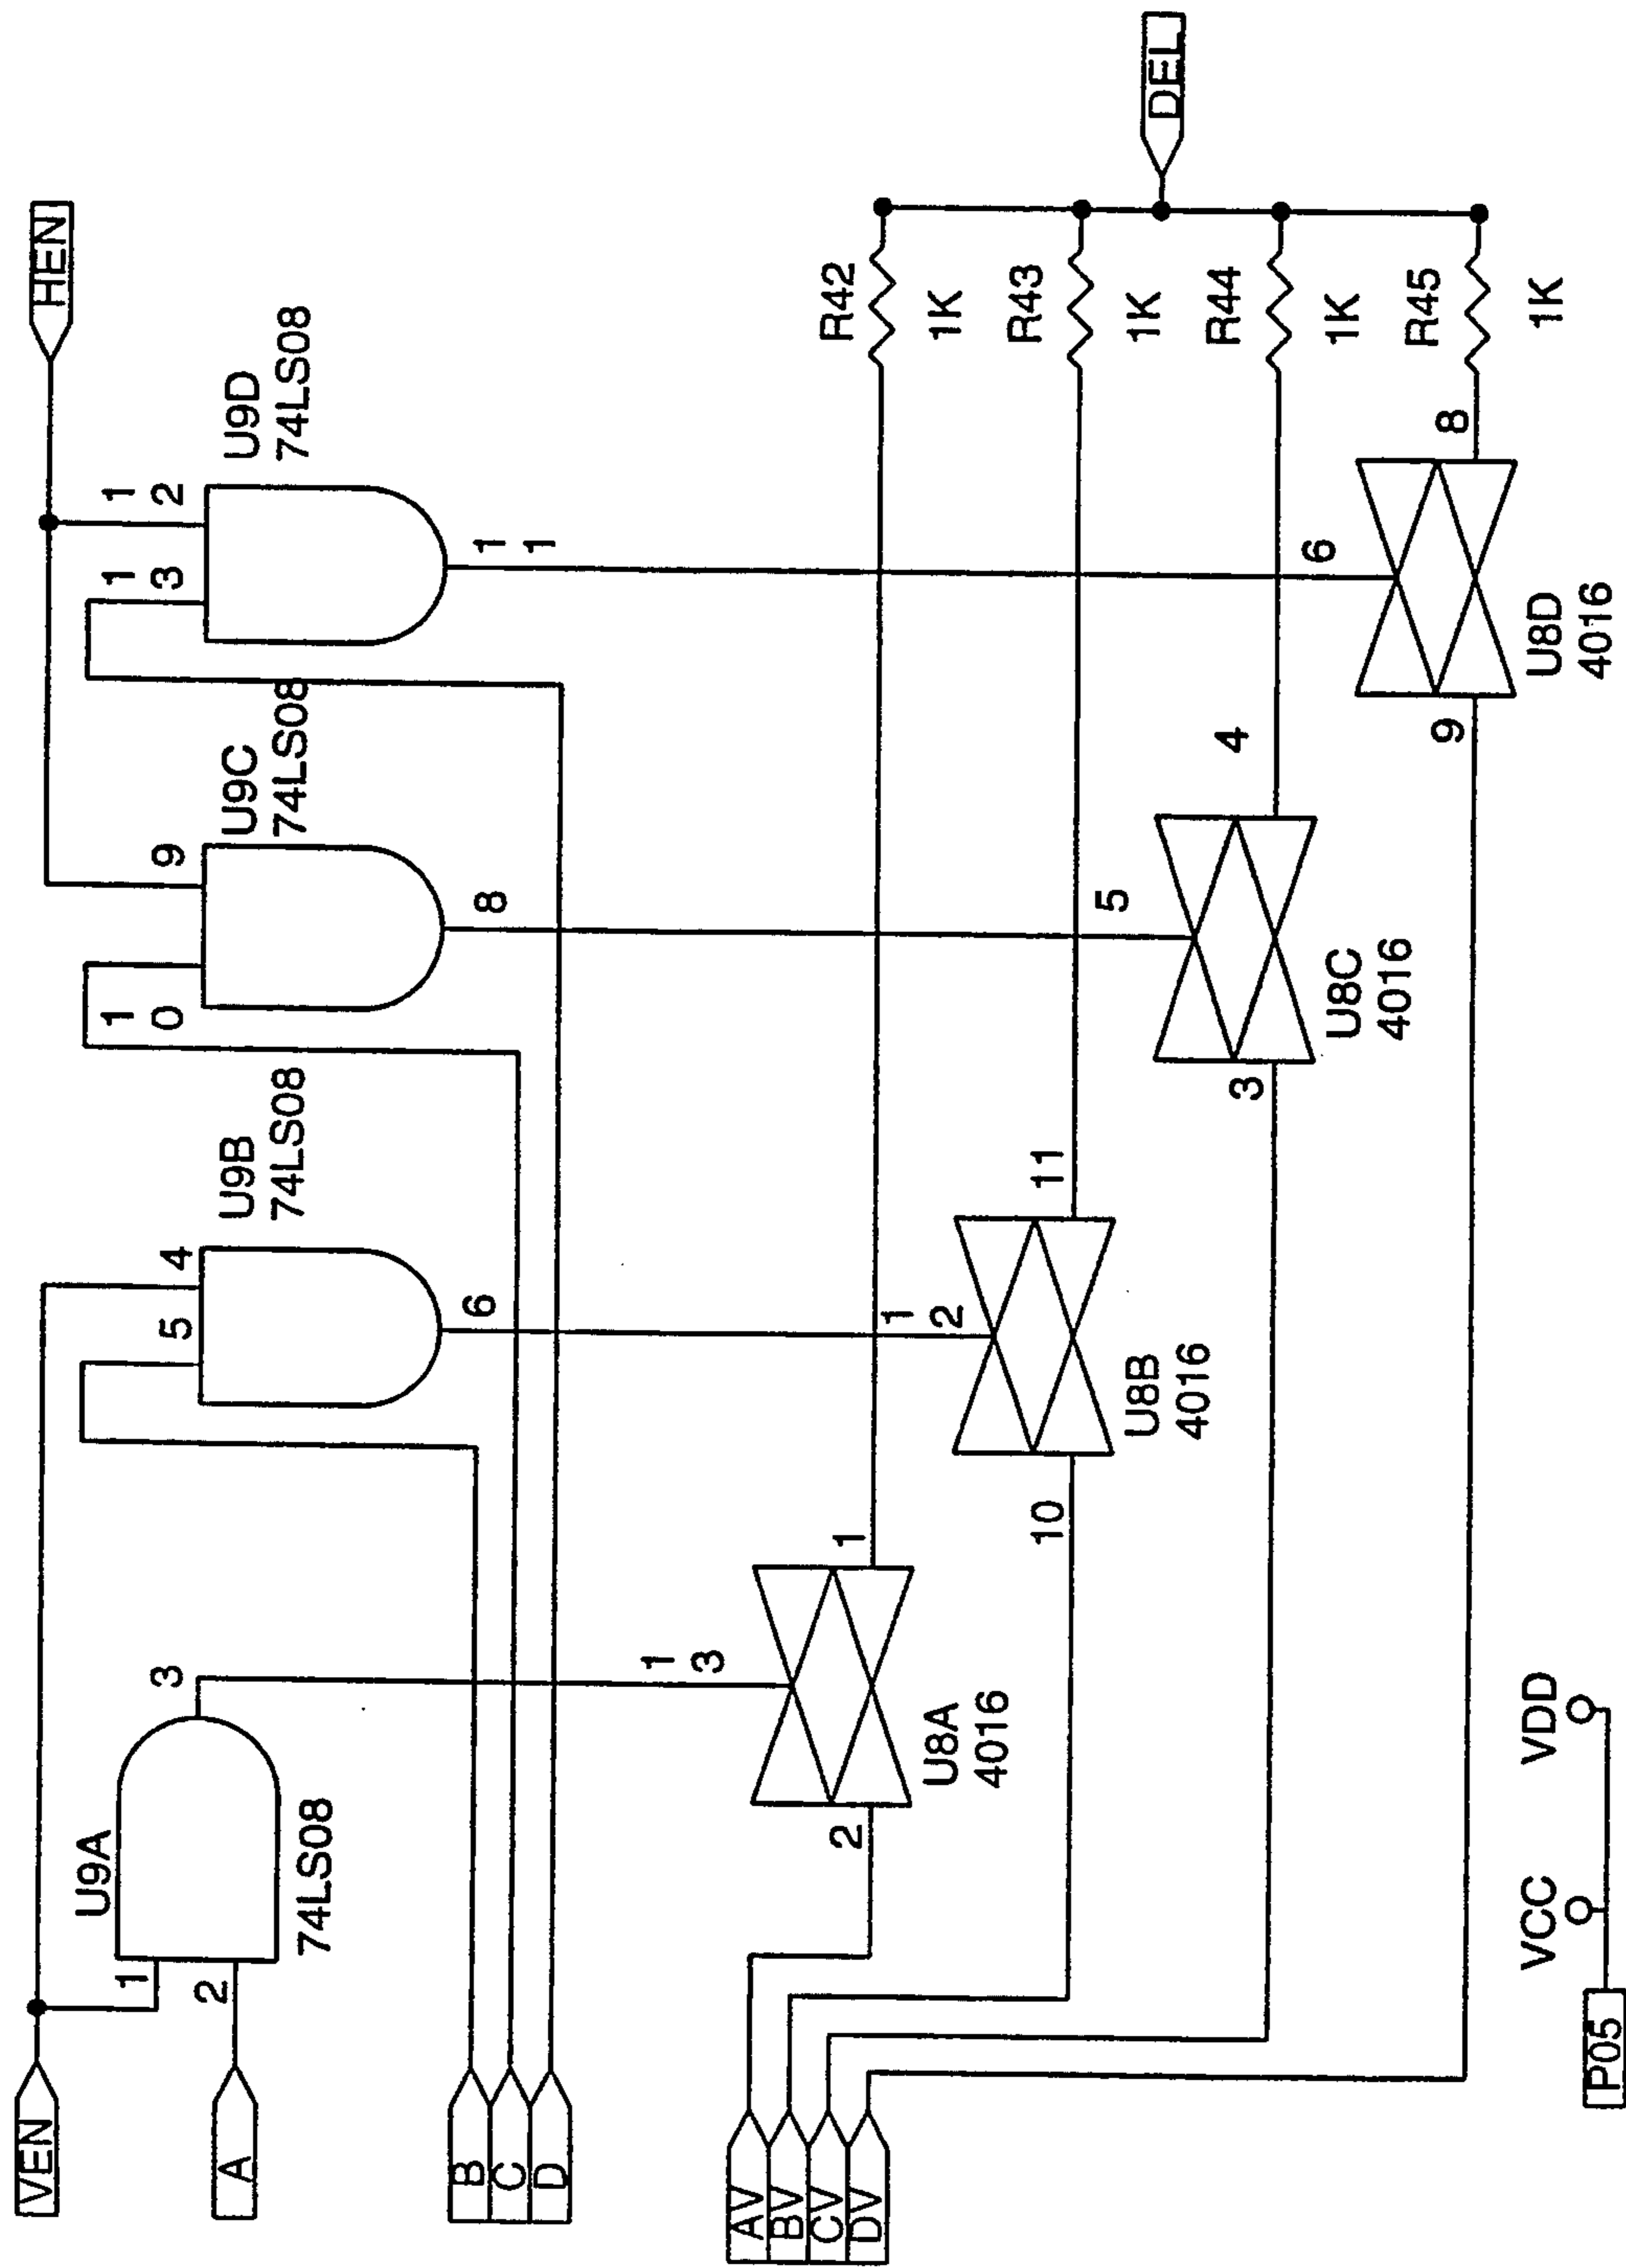 VEN
A
B
C
D
AV
BV
CV
DV
HEN
DEL
U9A
74LS08
1
2
3
U9B
74LS08
4
5
6
U9C
74LS08
9
1
0
8
U9D
74LS08
1
2
1
3
1
1
1
3
2
1
U8A
4016
1
2
10
11
U8B
4016
5
3
4
U8C
4016
6
9
8
U8D
4016
R42
1K
R43
1K
R44
1K
R45
1K
VCC
VDD
P05